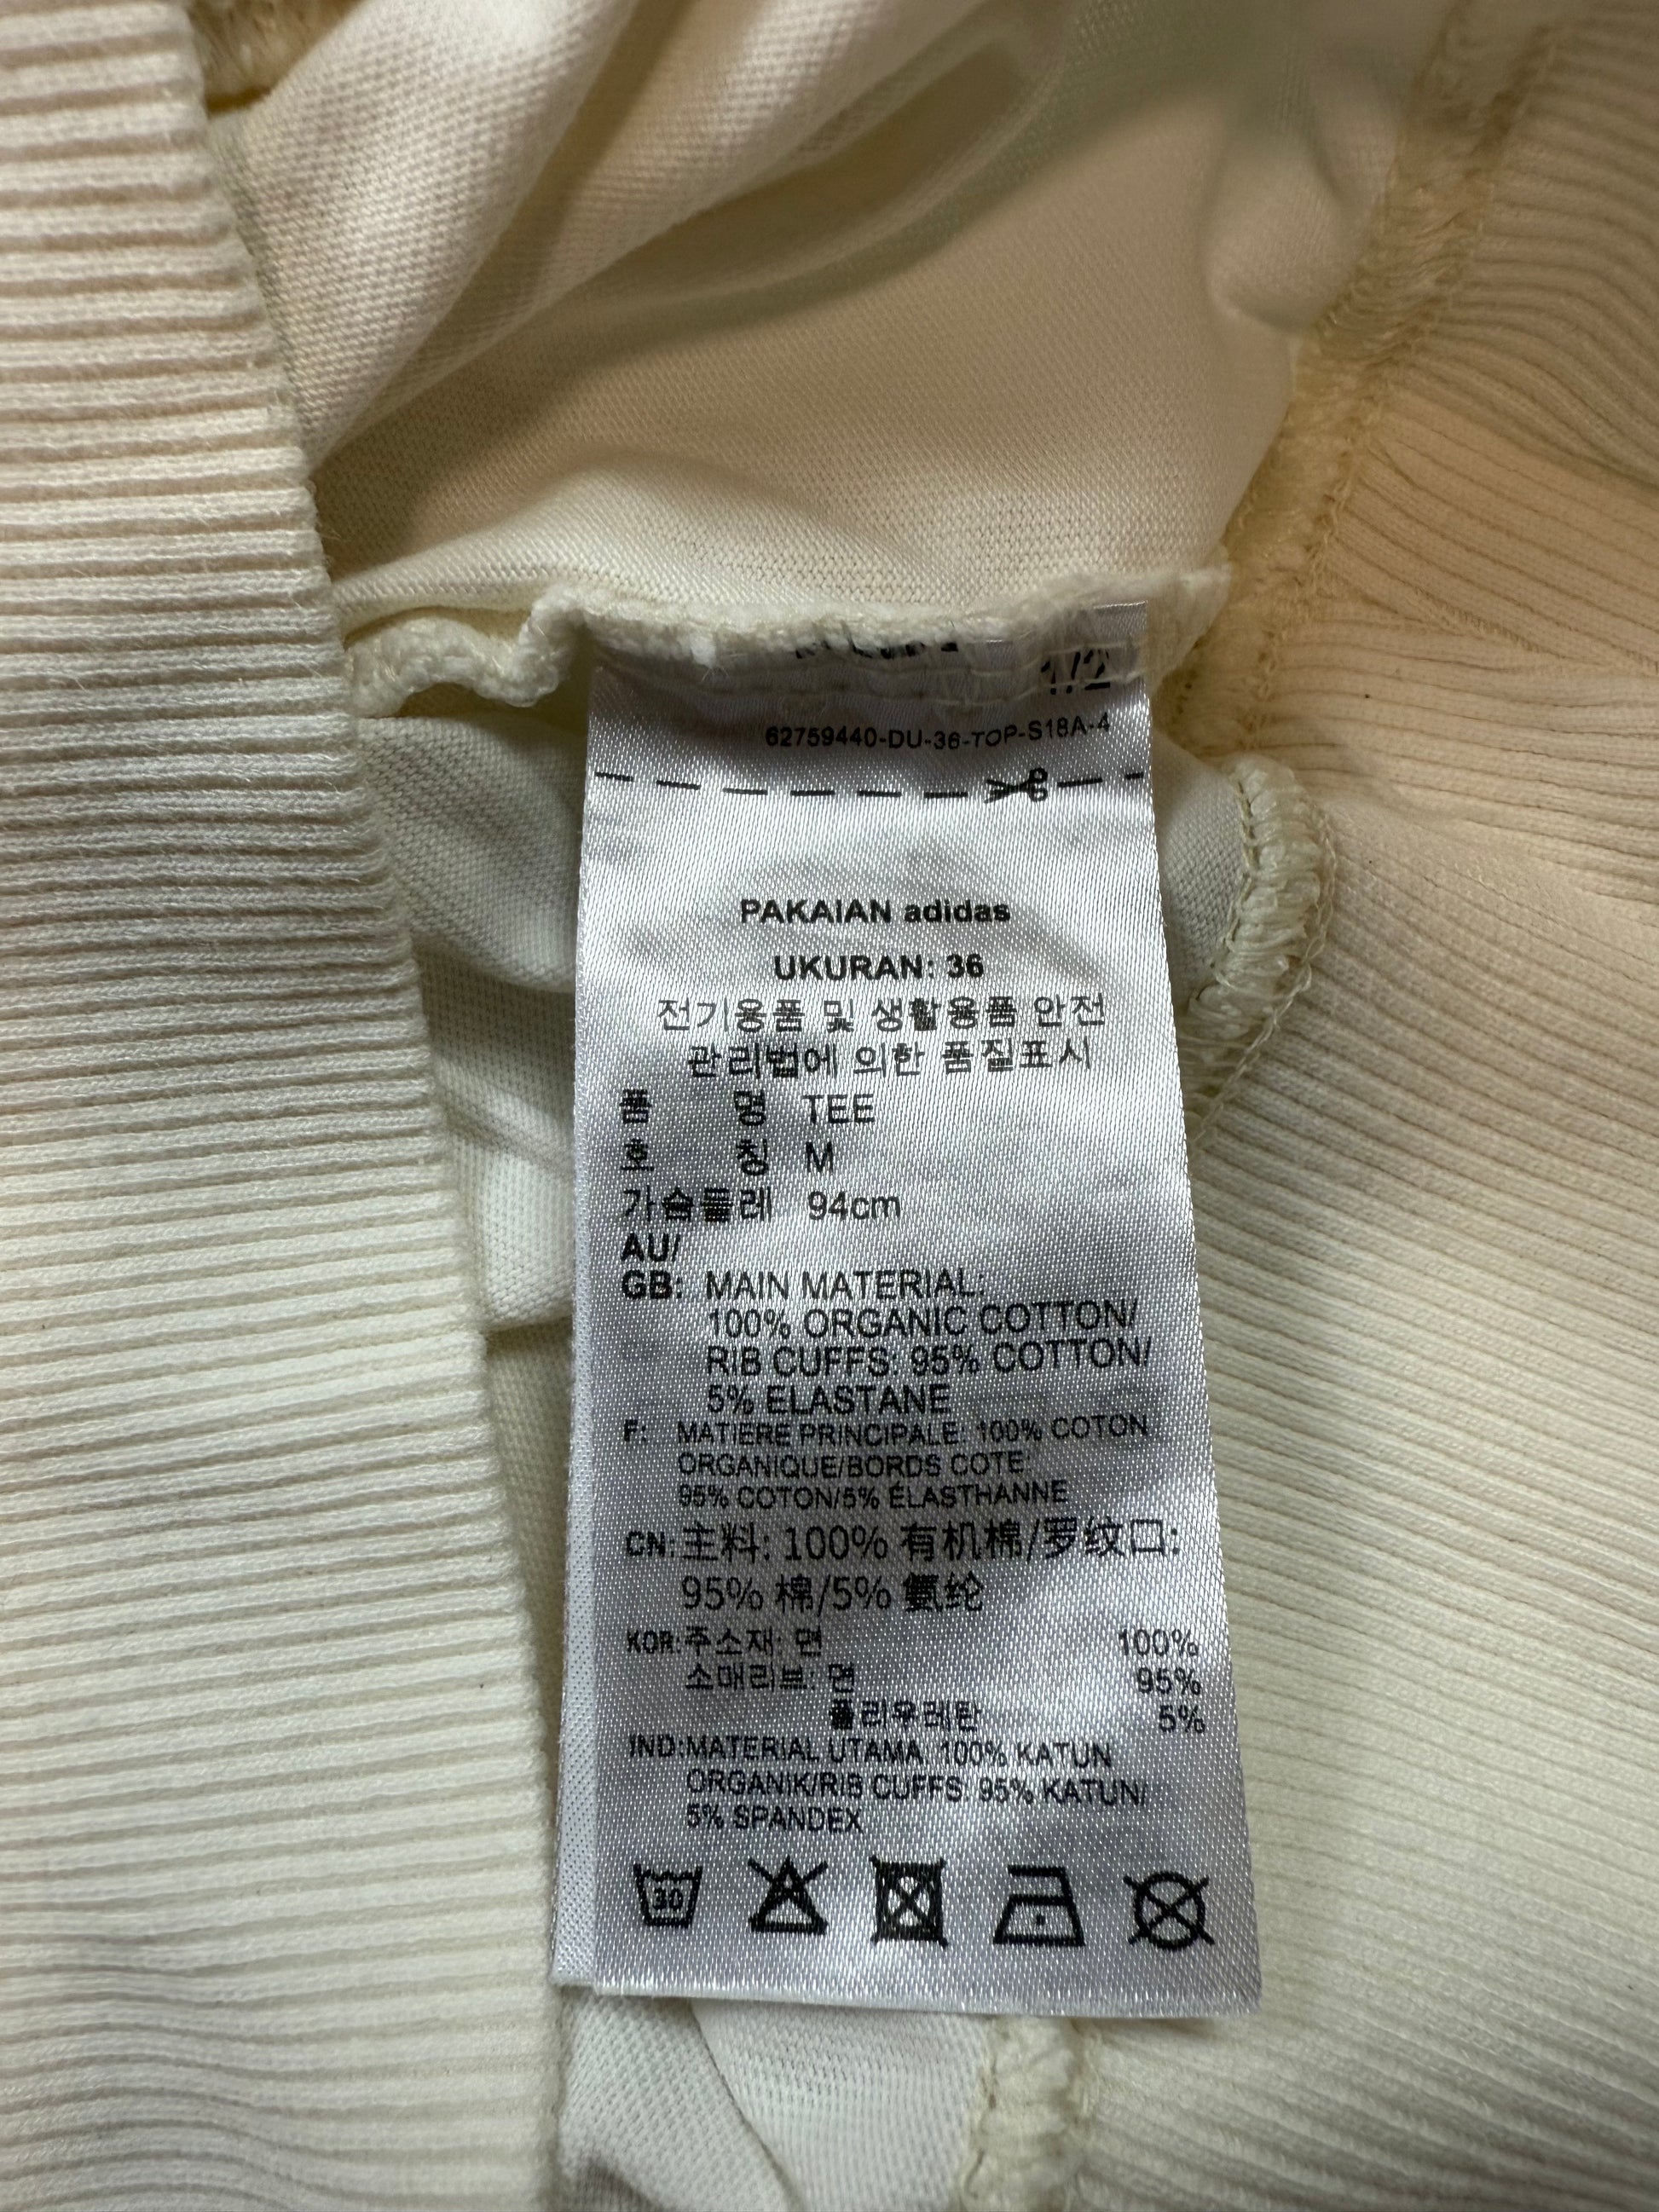 1/2
62759440-DU-36-TOP-S18A-4
PAKAIAN adidas
UKURAN: 36
전기용품 및 생활용품 안전
관리법에 의한 품질표시
품 명 TEE
호 칭 M
가슴둘레 94cm
AU/
GB: MAIN MATERIAL:
100% ORGANIC COTTON/
RIB CUFFS: 95% COTTON/
5% ELASTANE
F: MATIERE PRINCIPALE: 100% COTON
ORGANIQUE/BORDS COTE:
95% COTON/5% ÉLASTHANNE
CN: 主料: 100% 有机棉/罗纹口:
95% 棉/5% 氨纶
KOR: 주소재: 면 100%
소매리브: 면 95%
폴리우레탄 5%
IND: MATERIAL UTAMA: 100% KATUN
ORGANIK/RIB CUFFS: 95% KATUN/
5% SPANDEX
30